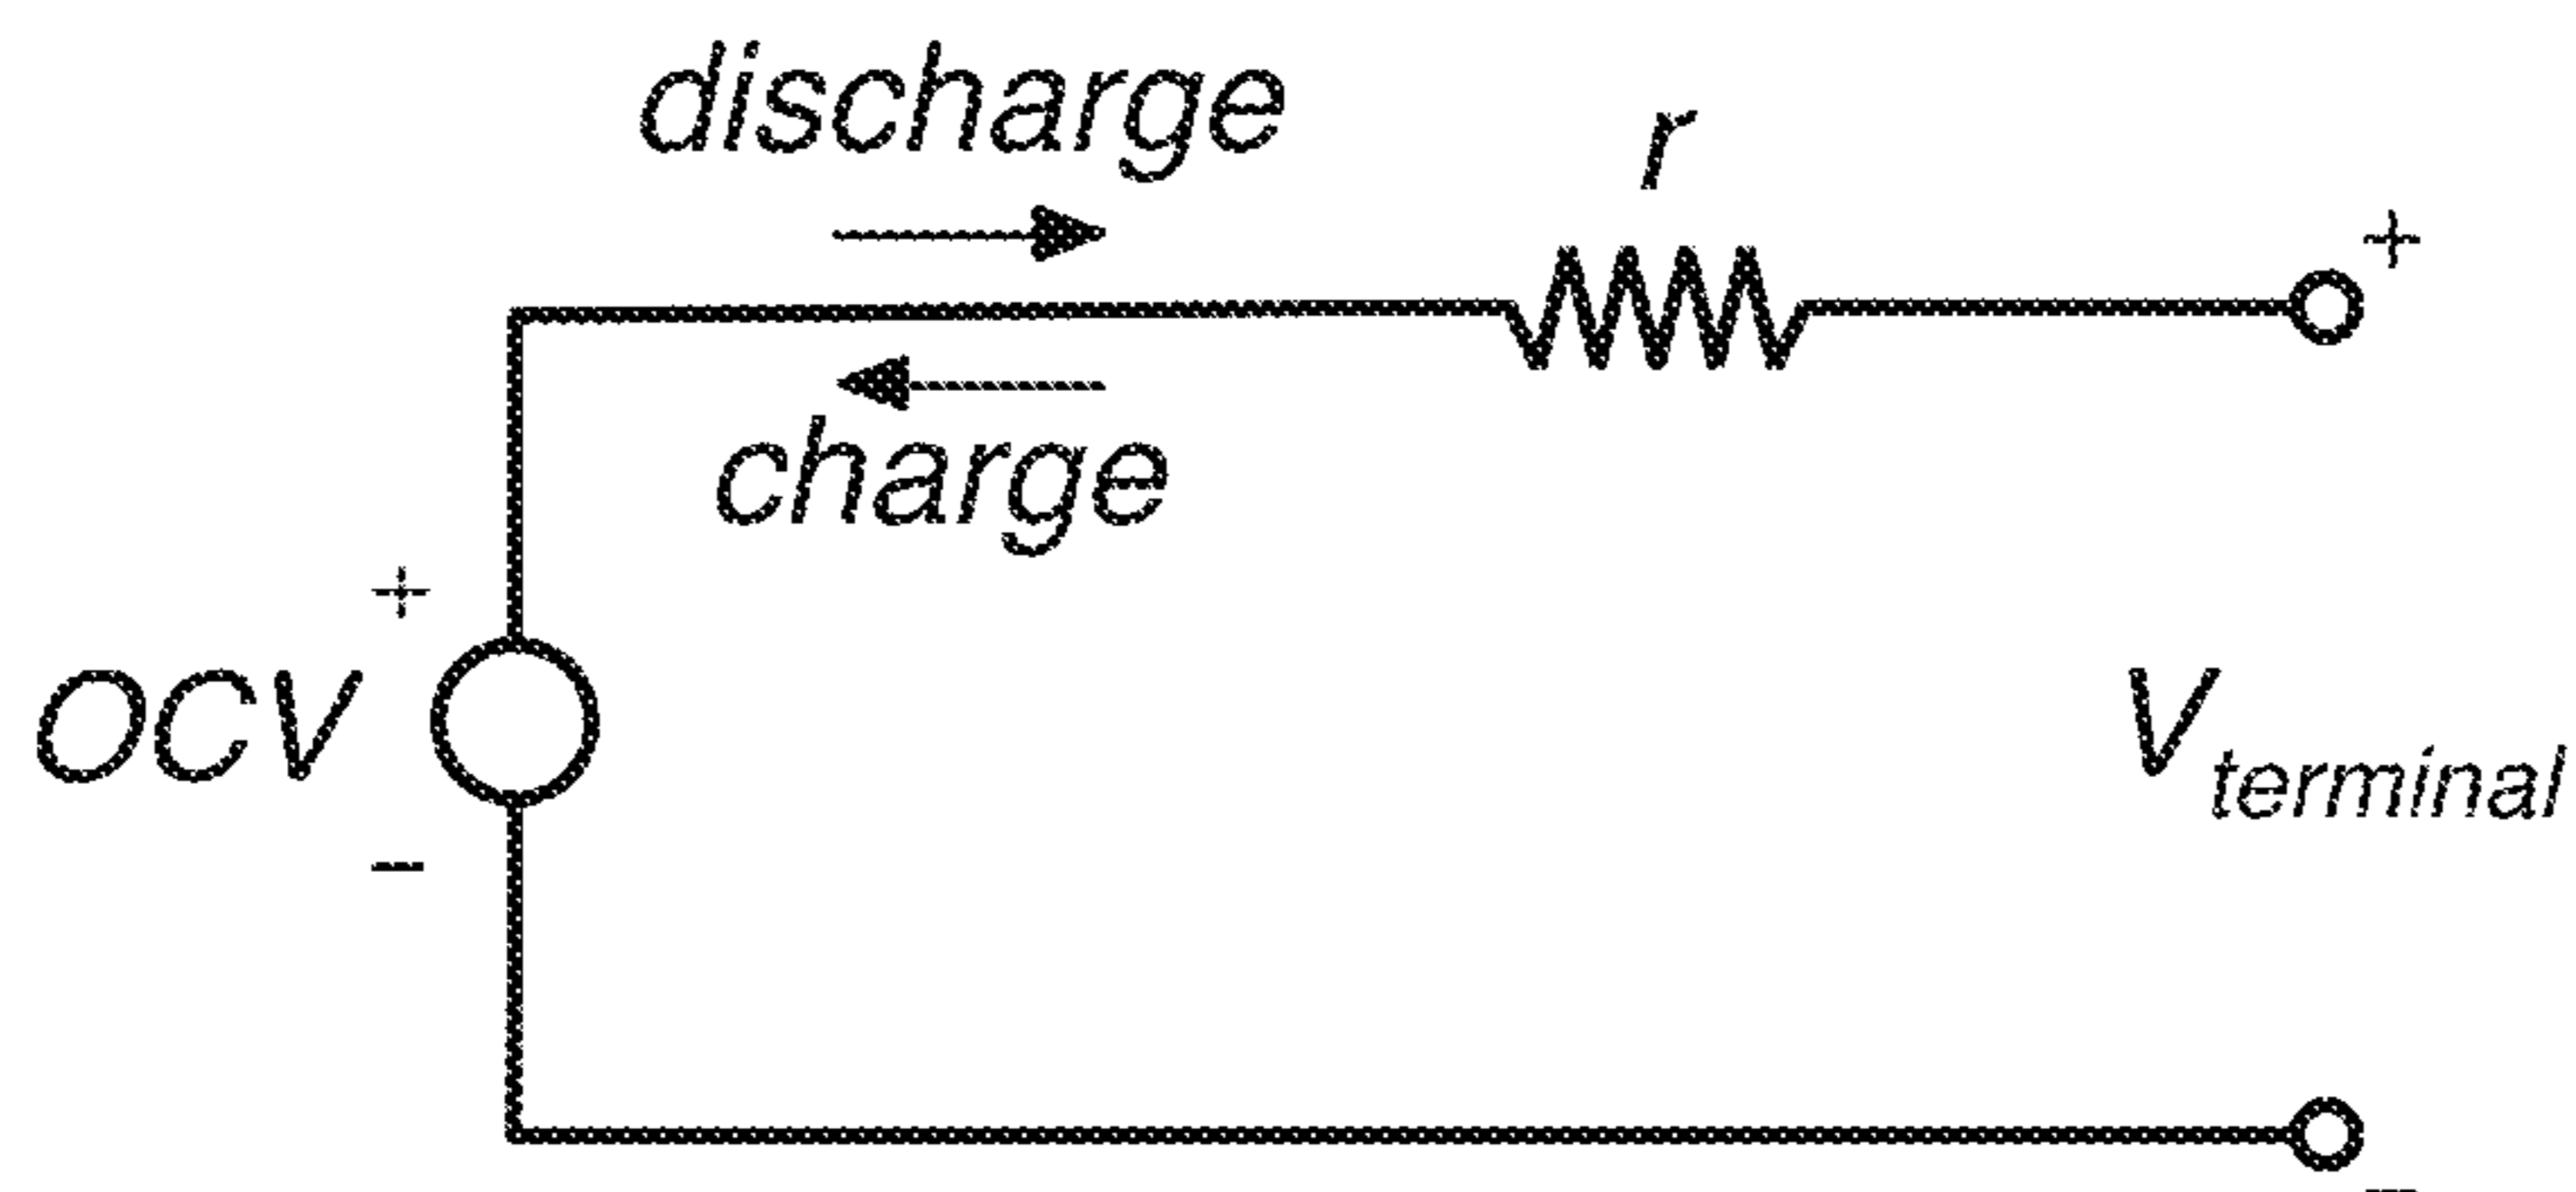 discharge
r
+
charge
+
OCV
V terminal
−
−